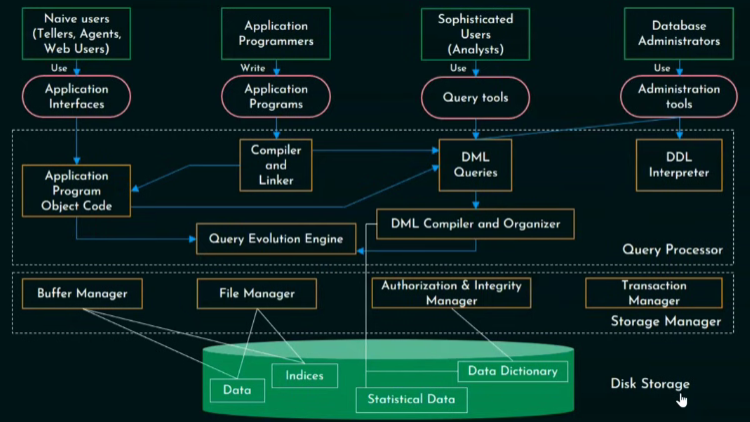 Naive users
(Tellers, Agents,
Web Users)
Application
Programmers
Sophisticated
Users
(Analysts)
Database
Administrators
Use
Write
Use
Use
Application
Interfaces
Application
Programs
Query tools
Administration
tools
Compiler
and
Linker
DML
Queries
DDL
Interpreter
Application
Program
Object Code
DML Compiler and Organizer
Query Evolution Engine
Query Processor
Buffer Manager
File Manager
Authorization & Integrity
Manager
Transaction
Manager
Storage Manager
Data
Indices
Data Dictionary
Statistical Data
Disk Storage